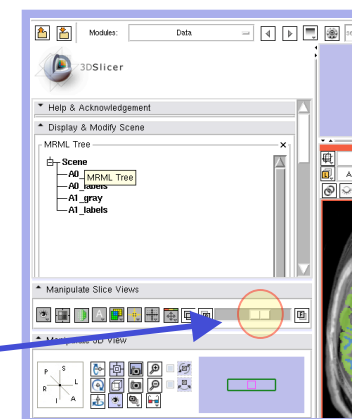 Modules: Data se
3DSlicer
Help & Acknowledgement
Display & Modify Scene
MRML Tree
Scene
A0_
MRML Tree
A0_labels
A1_gray
A1_labels
Manipulate Slice Views
A
Manipulate 3D View
P S
R L
I A